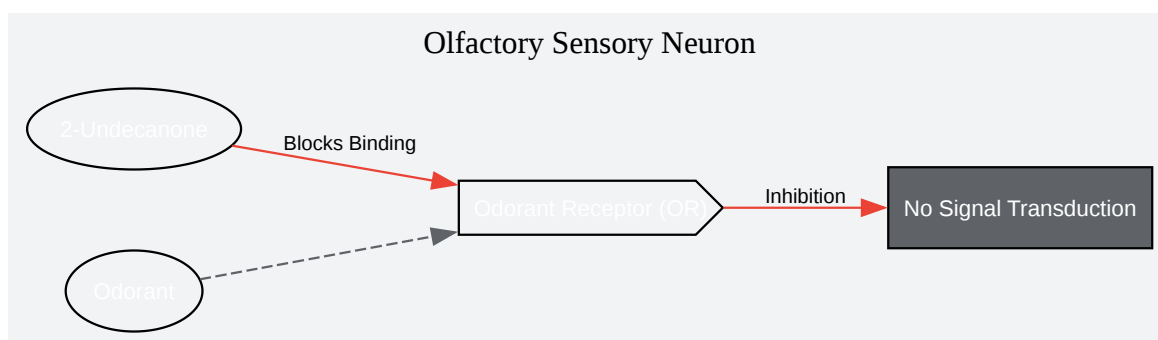 Olfactory Sensory Neuron
2-Undecanone
Blocks Binding
Odorant Receptor (OR)
Inhibition
No Signal Transduction
Odorant